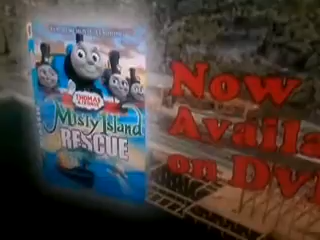 THOMAS
& FRIENDS
Misty Island
RESCUE
Now
Availa
on DV